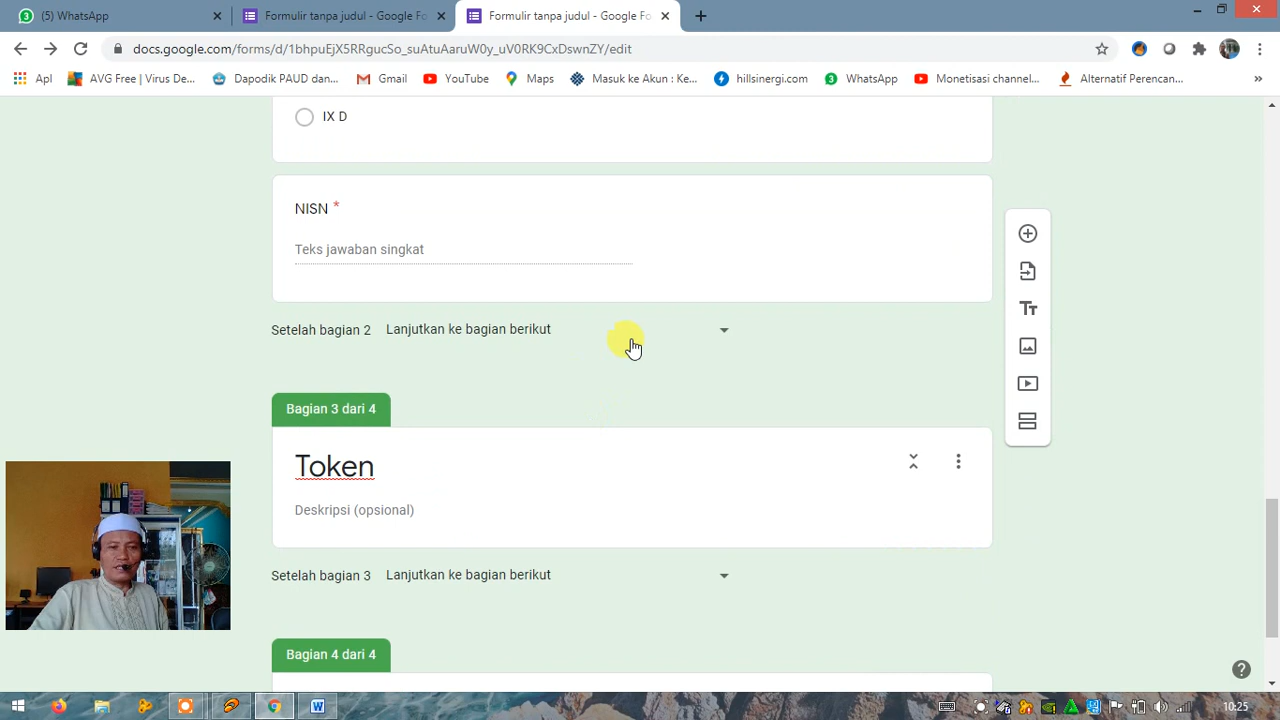 (5) WhatsApp
Formulir tanpa judul - Google Fo
Formulir tanpa judul - Google Fo
docs.google.com/forms/d/1bhpuEjX5RRgucSo_suAtuAaruW0y_uV0RK9CxDswnZY/edit
Apl
AVG Free | Virus De...
Dapodik PAUD dan...
Gmail
YouTube
Maps
Masuk ke Akun : Ke...
hillsinergi.com
WhatsApp
Monetisasi channel...
Alternatif Perencan...
»
IX D
NISN *
Teks jawaban singkat
Setelah bagian 2 Lanjutkan ke bagian berikut
Bagian 3 dari 4
Token
Deskripsi (opsional)
Setelah bagian 3 Lanjutkan ke bagian berikut
Bagian 4 dari 4
10:25